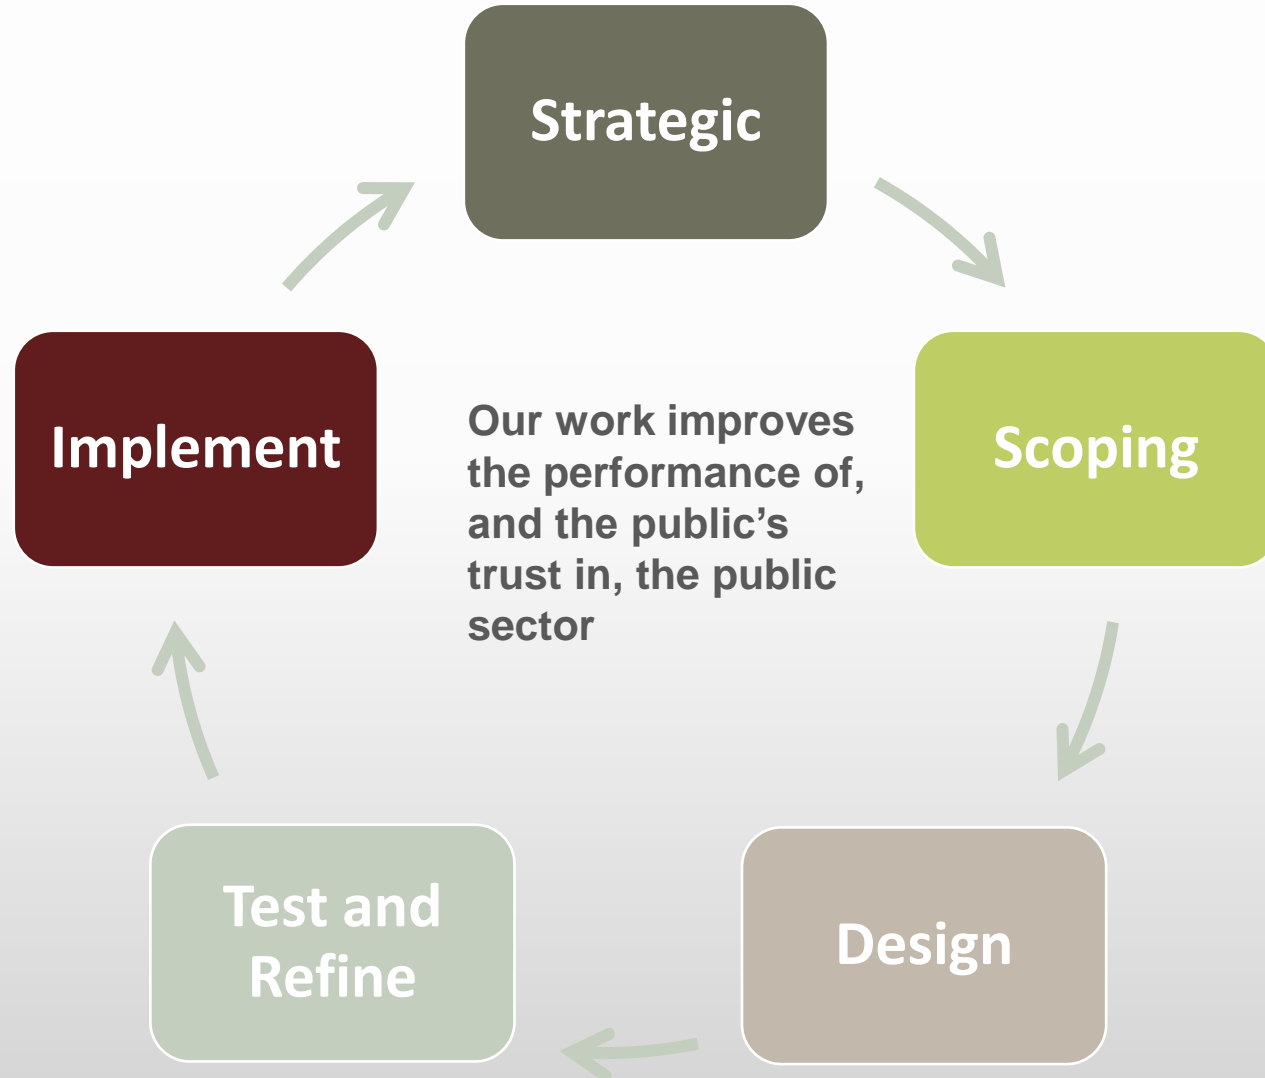 Strategic
Implement
Our work improves
the performance of,
and the public’s
trust in, the public
sector
Scoping
Test and
Refine
Design